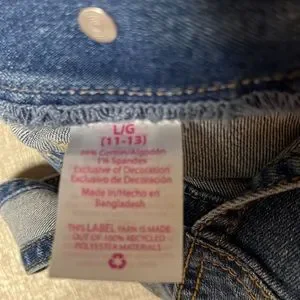 L/G
(11-13)
99% Cotton/Algodón
1% Spandex
Exclusive of Decoration
Exclusivo de Decoración
Made in/Hecho en
Bangladesh
THIS LABEL YARN IS MADE
OUT OF 100% RECYCLED
POLYESTER MATERIALS